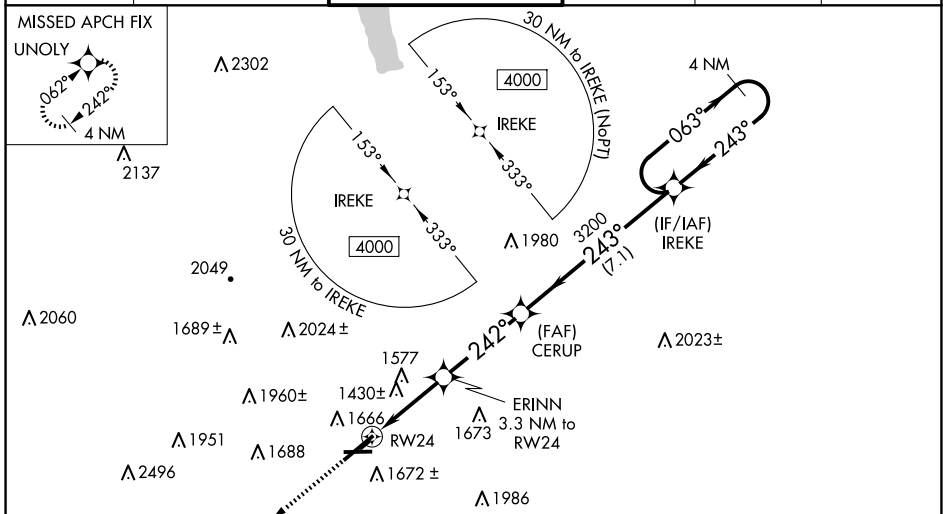 MISSED APCH FIX
UNOLY
062°
242°
4 NM
2302
2137
30 NM to IREKE (NoPT)
4000
153°
IREKE
333°
153°
IREKE
333°
4000
30 NM to IREKE
4 NM
063°
243°
(IF/IAF)
IREKE
1980
3200
243°
(7.1)
2049
2060
1689 ±
2024 ±
242°
(FAF)
CERUP
2023±
1577
1430±
1960±
ERINN
3.3 NM to
RW24
1666
1673
RW24
1951
1688
2496
1672 ±
1986